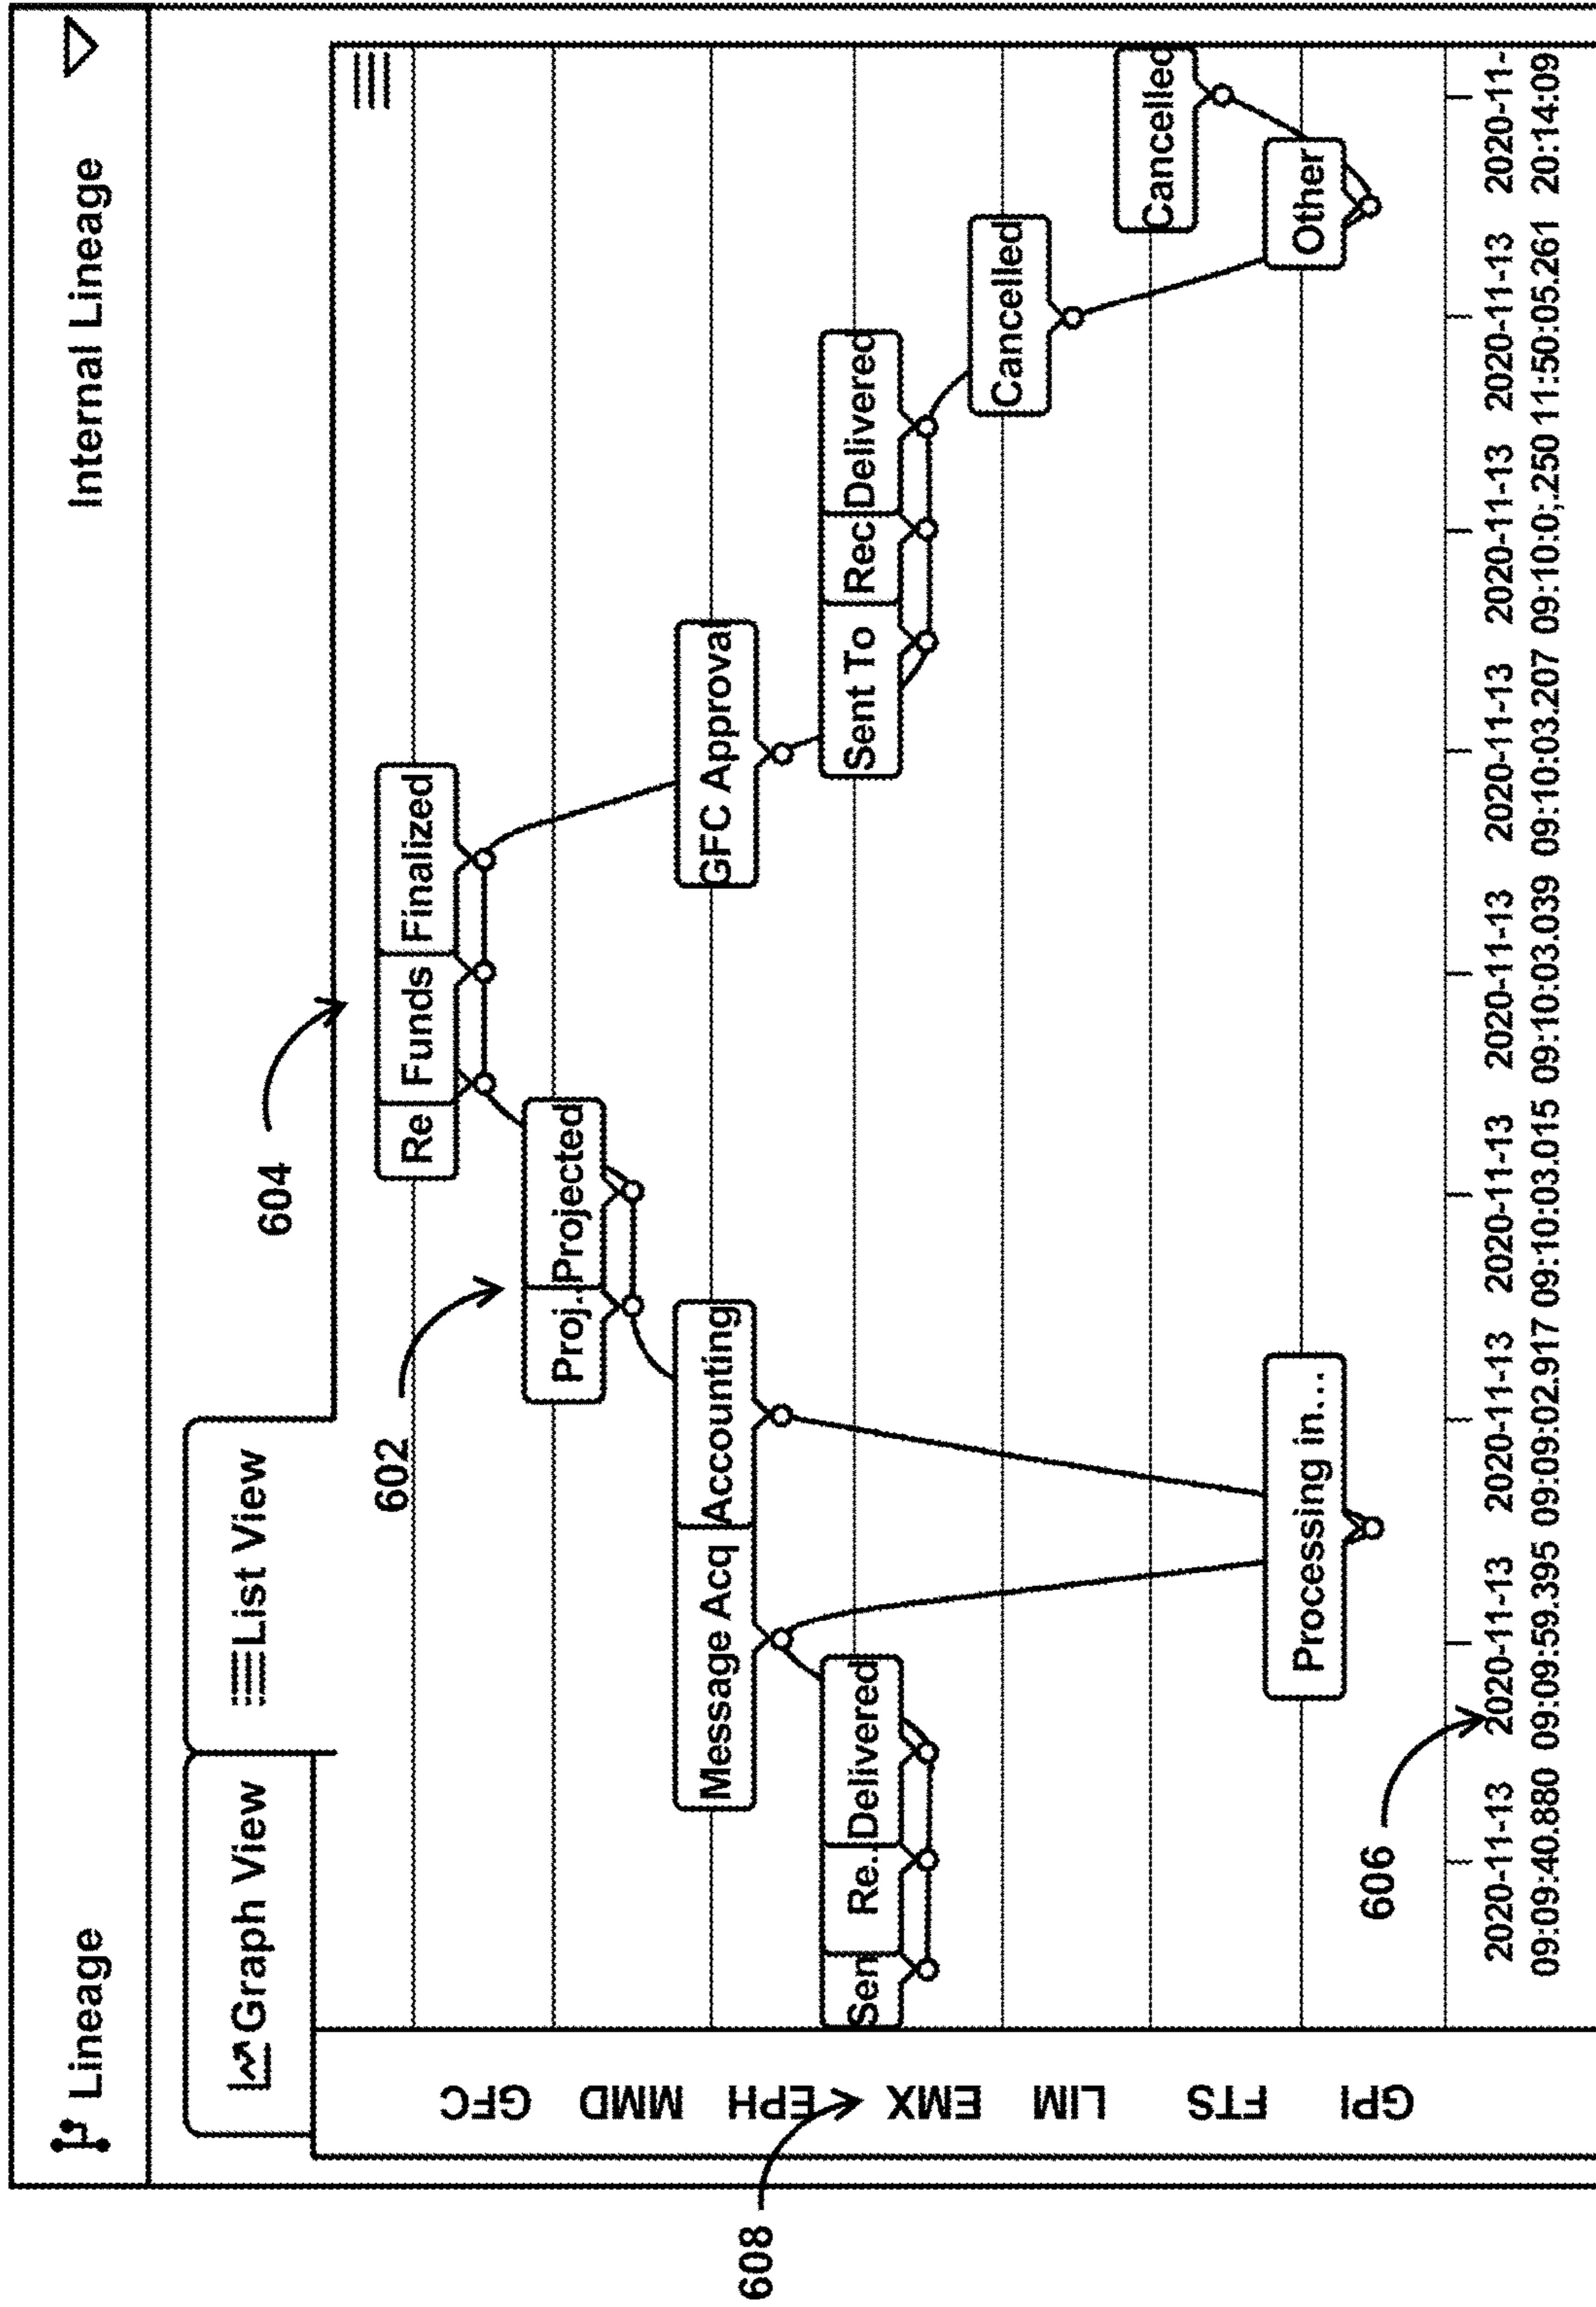 Lineage
Internal Lineage
Graph View
List View
604
602
608
606
GFC
MMD
EPH
EMX
LIM
FTS
GPI
Re
Funds
Finalized
Proj..
Projected
Message Acq
Accounting
GFC Approval
Sen
Re..
Delivered
Sent To
Rec
Delivered
Cancelled
Cancelled
Processing in...
Other
2020-11-13 2020-11-13 2020-11-13 2020-11-13 2020-11-13 2020-11-13 2020-11-13 2020-11-13 2020-11-
09:09:40.880 09:09:59.395 09:09:02.917 09:10:03.015 09:10:03.039 09:10:03.207 09:10:0;.250 11:50:05.261 20:14:09